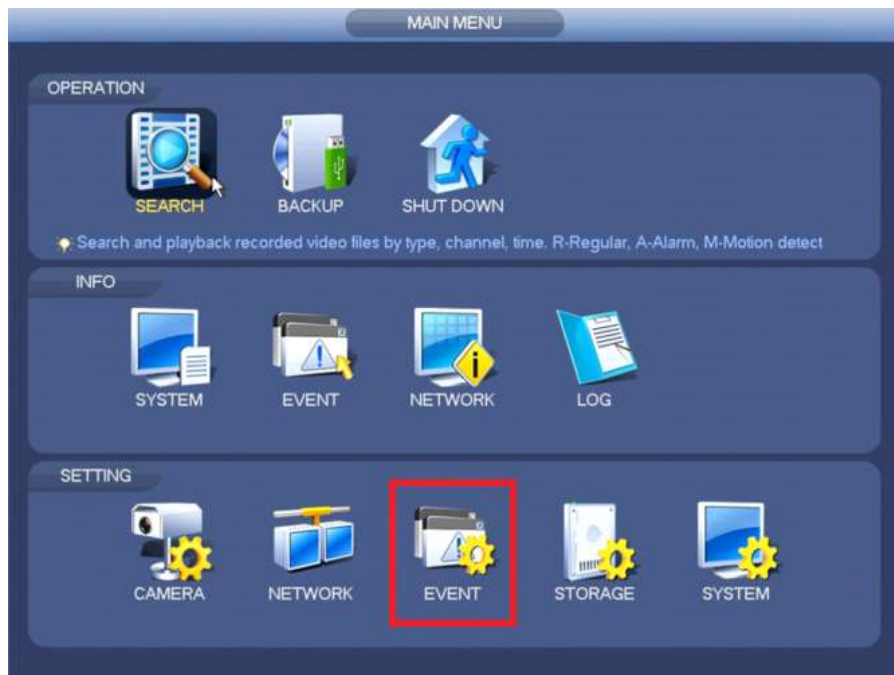 MAIN MENU
OPERATION
SEARCH BACKUP SHUT DOWN
Search and playback recorded video files by type, channel, time. R-Regular, A-Alarm, M-Motion detect
INFO
SYSTEM EVENT NETWORK LOG
SETTING
CAMERA NETWORK EVENT STORAGE SYSTEM